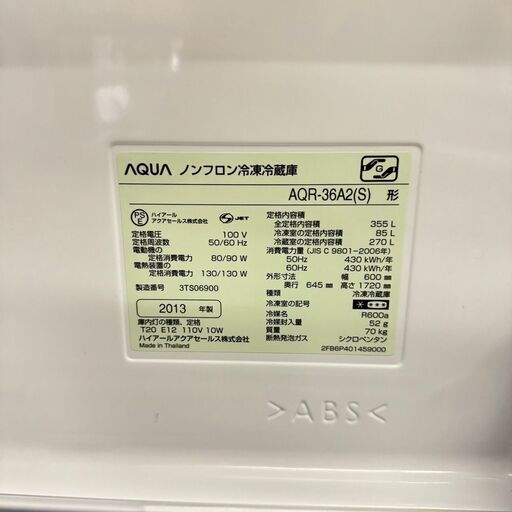 AQUA ノンフロン冷凍冷蔵庫
G
AQR-36A2(S) 形
PS E
ハイアール
アクアセールス株式会社
JET
定格電圧 100 V
定格周波数 50/60 Hz
電動機の
定格消費電力 80/90 W
電熱装置の
定格消費電力 130/130 W
製造番号 3TS06900
2013 年製
庫内灯の種類、定格
T20 E12 110V 10W
ハイアールアクアセールス株式会社
Made in Thailand
定格内容積
全定格内容積 355 L
冷凍室の定格内容積 85 L
冷蔵室の定格内容積 270 L
消費電力量 (JIS C 9801-2006年)
50Hz 430 kWh/年
60Hz 430 kWh/年
外形寸法 幅 600 mm
奥行 645 mm 高さ 1720 mm
種類 冷凍冷蔵庫
冷凍室の記号
冷媒名 R600a
冷媒封入量 52 g
質量 70 kg
断熱発泡ガス シクロペンタン
2FB6P401459000
>ABS<